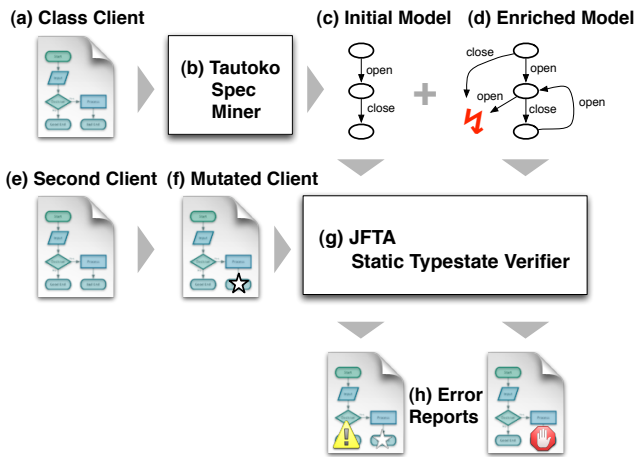 (a) Class Client
(c) Initial Model
(d) Enriched Model
(b) Tautoko
Spec
Miner
open
close
close
open
open
close
open
(e) Second Client
(f) Mutated Client
(g) JFTA
Static Typestate Verifier
(h) Error
Reports